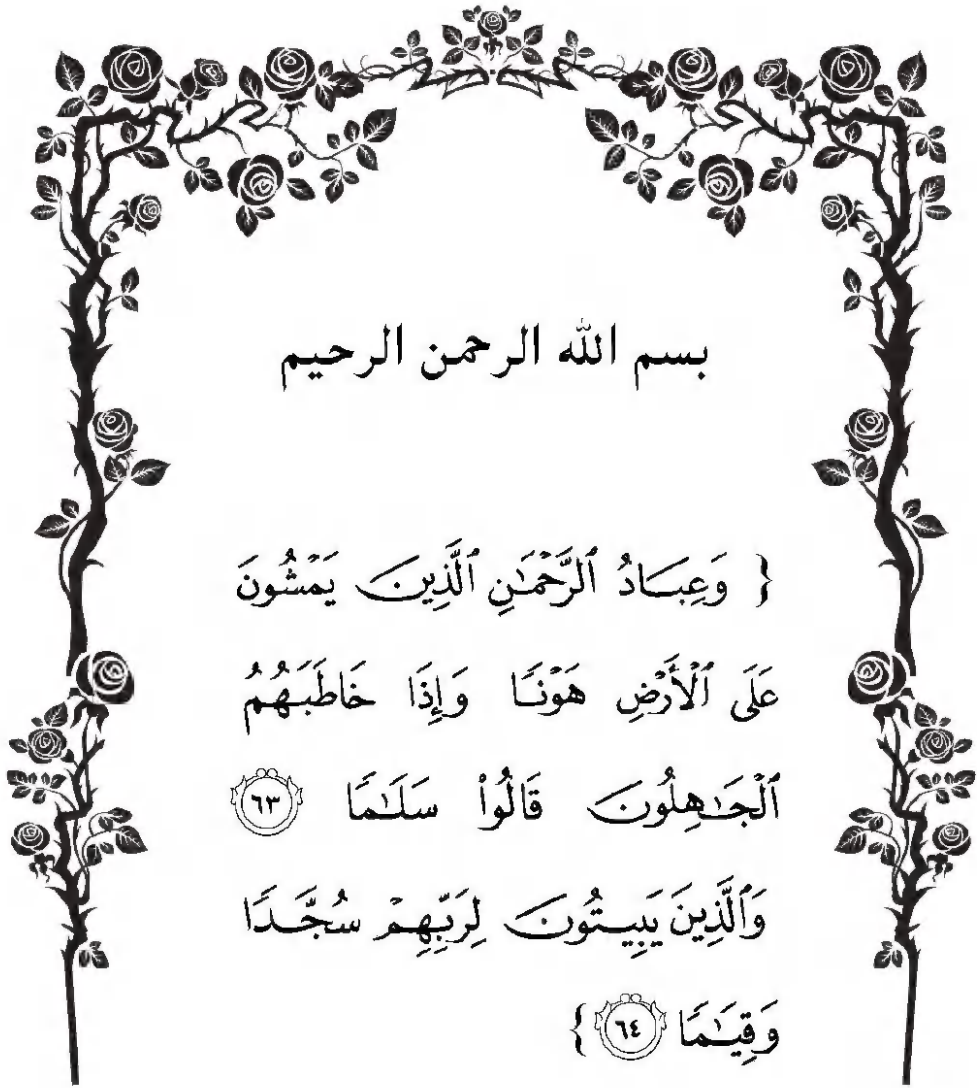 بسم الله الرحمن الرحيم
{ وَعِبَادُ ٱلرَّحْمَٰنِ ٱلَّذِينَ يَمْشُونَ
عَلَى ٱلْأَرْضِ هَوْنًا وَإِذَا خَاطَبَهُمُ
ٱلْجَٰهِلُونَ قَالُوا۟ سَلَٰمًا ٦٣
وَٱلَّذِينَ يَبِيتُونَ لِرَبِّهِمْ سُجَّدًا
وَقِيَٰمًا ٦٤ }